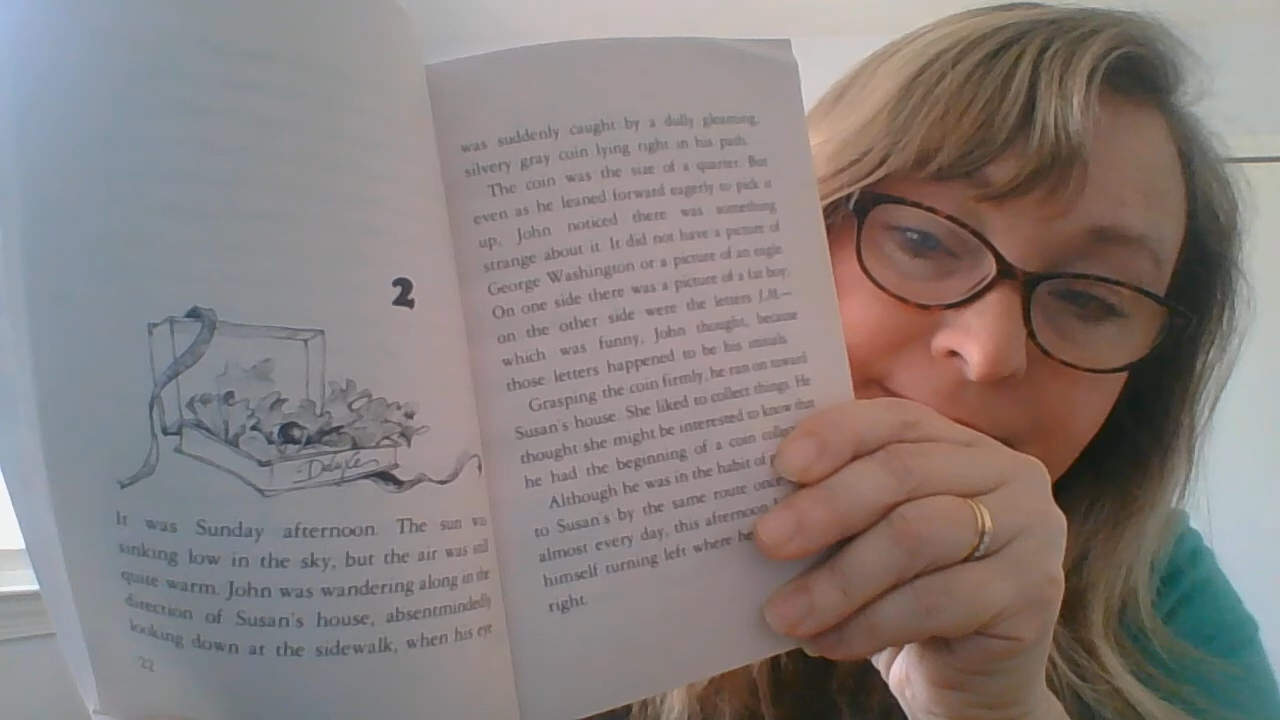 2
Deluxe
It was Sunday afternoon. The sun was
sinking low in the sky, but the air was still
quite warm. John was wandering along in the
direction of Susan's house, absentmindedly
looking down at the sidewalk, when his eye
22
was suddenly caught by a dully gleaming,
silvery gray coin lying right in his path.
The coin was the size of a quarter. But
even as he leaned forward eagerly to pick it
up, John noticed there was something
strange about it. It did not have a picture of
George Washington or a picture of an eagle.
On one side there was a picture of a fat boy;
on the other side were the letters J.M.—
which was funny, John thought, because
those letters happened to be his initials.
Grasping the coin firmly, he ran on toward
Susan's house. She liked to collect things. He
thought she might be interested to know that
he had the beginning of a coin
Although he was in the habit of
to Susan's by the same route once
almost every day, this afternoon
himself turning left where he
right.